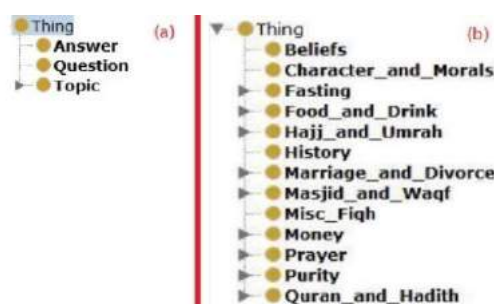 Thing
(a)
Answer
Question
Topic
Thing
(b)
Beliefs
Character_and_Morals
Fasting
Food_and_Drink
Hajj_and_Umrah
History
Marriage_and_Divorce
Masjid_and_Waqf
Misc_Fiqh
Money
Prayer
Purity
Quran_and_Hadith